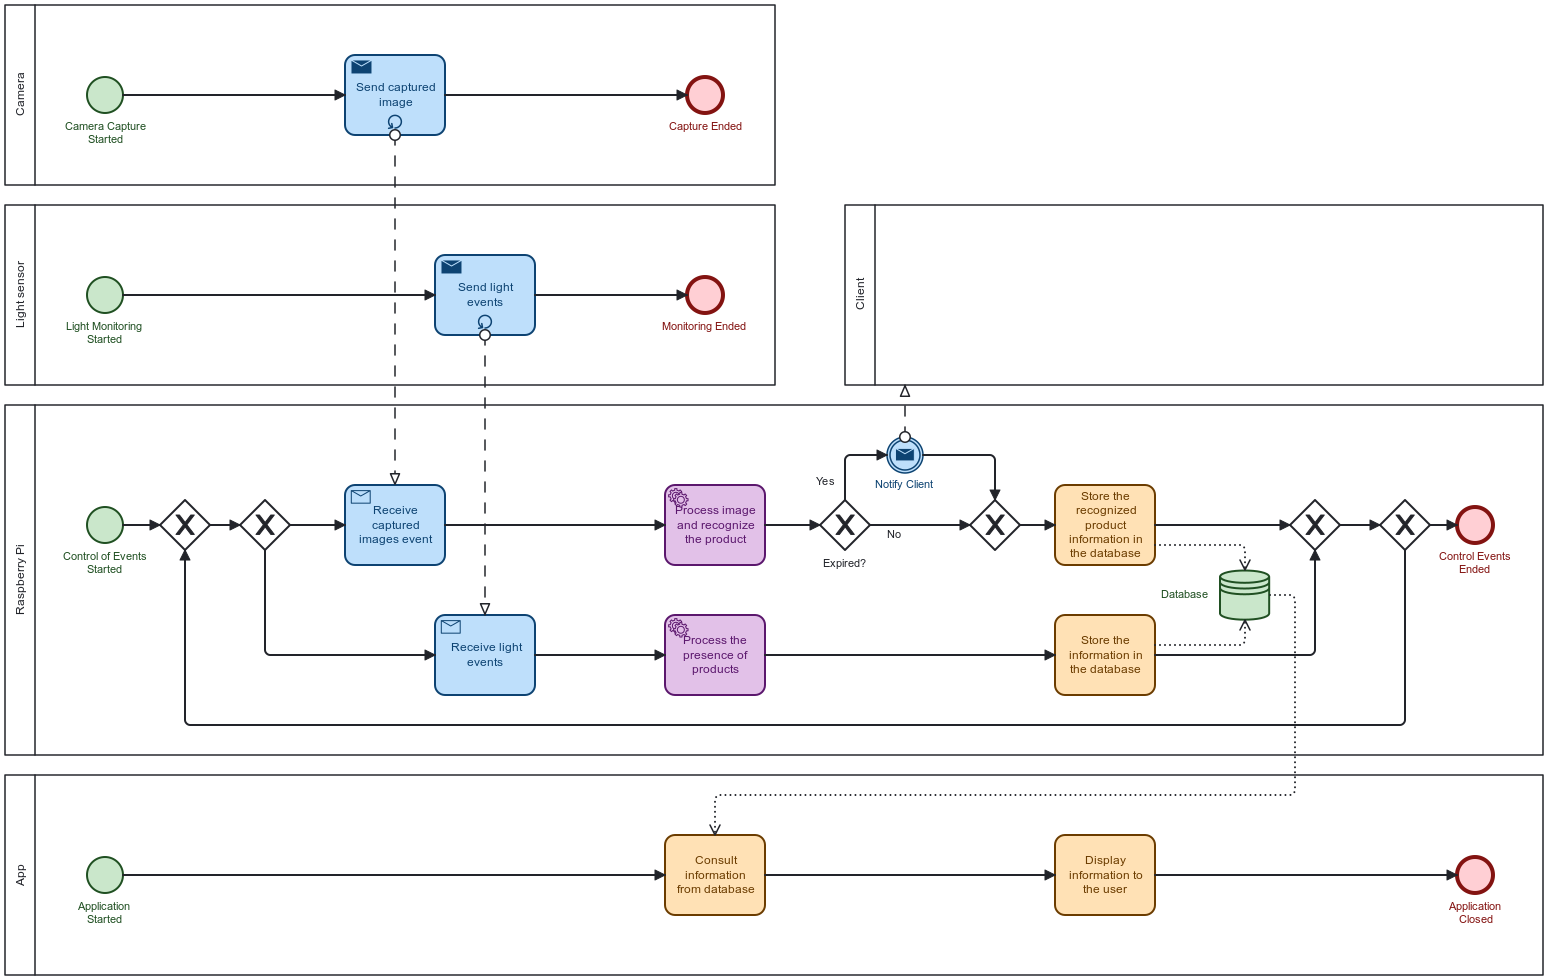 Camera
Camera Capture
Started
Send captured
image
Capture Ended
Light sensor
Light Monitoring
Started
Send light
events
Monitoring Ended
Client
Raspberry Pi
Control of Events
Started
Receive
captured
images event
Process image
and recognize
the product
Yes
No
Expired?
Notify Client
Store the
recognized
product
information in
the database
Database
Control Events
Ended
Receive light
events
Process the
presence of
products
Store the
information in
the database
App
Application
Started
Consult
information
from database
Display
information to
the user
Application
Closed